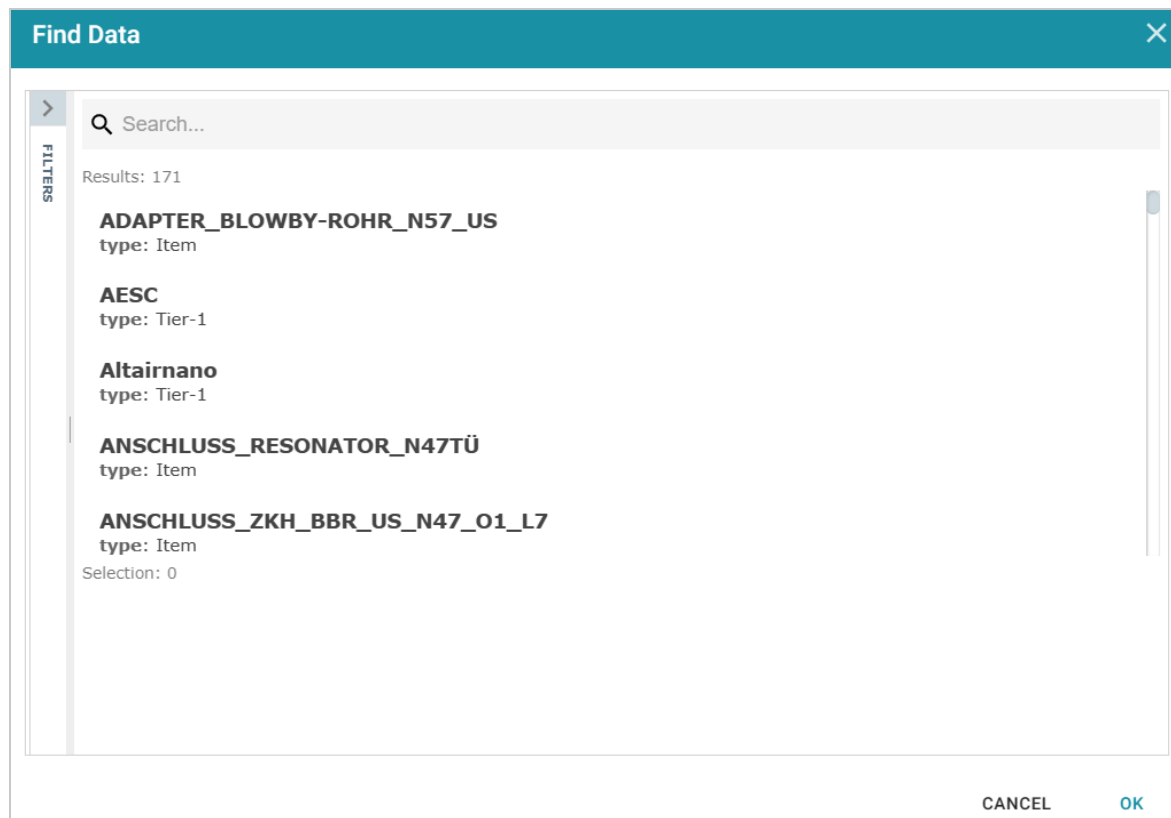 Find Data
Search...
FILTERS
Results: 171
ADAPTER_BLOWBY-ROHR_N57_US
type: Item
AESC
type: Tier-1
Altairnano
type: Tier-1
ANSCHLUSS_RESONATOR_N47TÜ
type: Item
ANSCHLUSS_ZKH_BBR_US_N47_O1_L7
type: Item
Selection: 0
CANCEL OK